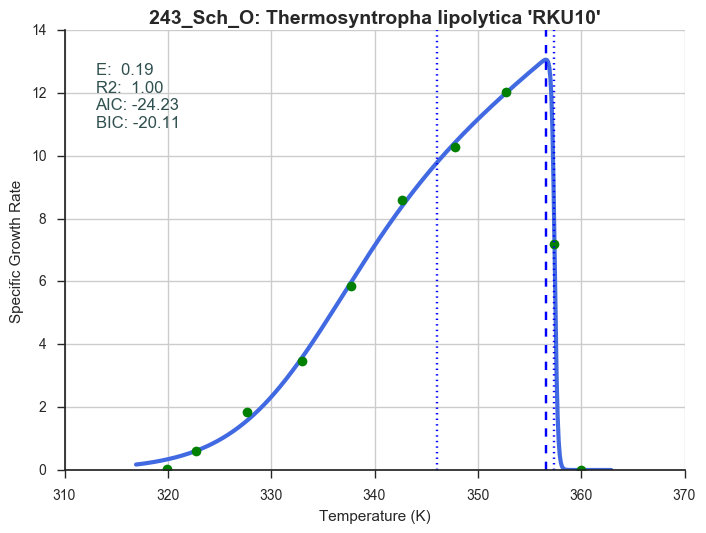 243_Sch_O: Thermosyntropha lipolytica 'RKU10'
14
12
10
8
6
4
2
0
E:  0.19
R2:  1.00
AIC: -24.23
BIC: -20.11
Specific Growth Rate
310 320 330 340 350 360 370
Temperature (K)